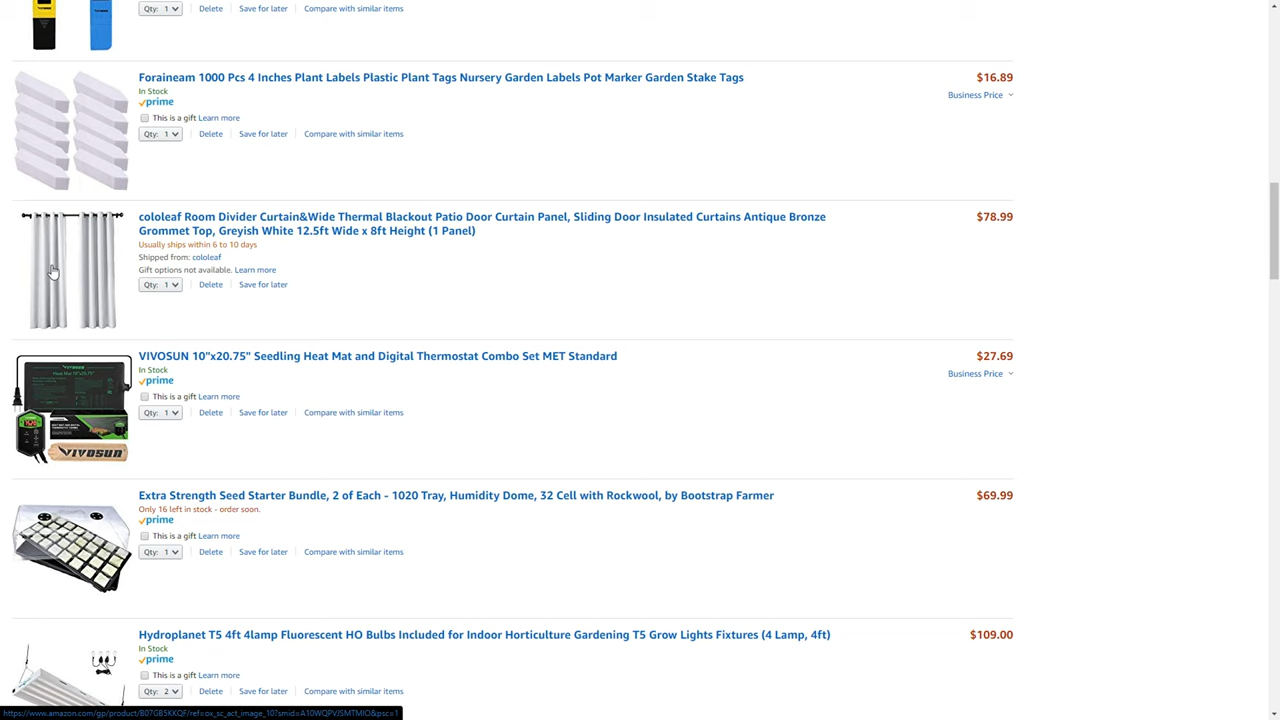 Qty: 1 Delete Save for later Compare with similar items
Foraineam 1000 Pcs 4 Inches Plant Labels Plastic Plant Tags Nursery Garden Labels Pot Marker Garden Stake Tags
$16.89
In Stock
Business Price
prime
This is a gift Learn more
Qty: 1 Delete Save for later Compare with similar items
cololeaf Room Divider Curtain&Wide Thermal Blackout Patio Door Curtain Panel, Sliding Door Insulated Curtains Antique Bronze
$78.99
Grommet Top, Greyish White 12.5ft Wide x 8ft Height (1 Panel)
Usually ships within 6 to 10 days
Shipped from: cololeaf
Gift options not available. Learn more
Qty: 1 Delete Save for later
VIVOSUN 10"x20.75" Seedling Heat Mat and Digital Thermostat Combo Set MET Standard
$27.69
In Stock
Business Price
prime
This is a gift Learn more
Qty: 1 Delete Save for later Compare with similar items
VIVOSUN
Extra Strength Seed Starter Bundle, 2 of Each - 1020 Tray, Humidity Dome, 32 Cell with Rockwool, by Bootstrap Farmer
$69.99
Only 16 left in stock - order soon.
prime
This is a gift Learn more
Qty: 1 Delete Save for later Compare with similar items
Hydroplanet T5 4ft 4lamp Fluorescent HO Bulbs Included for Indoor Horticulture Gardening T5 Grow Lights Fixtures (4 Lamp, 4ft)
$109.00
In Stock
prime
This is a gift Learn more
Qty: 2 Delete Save for later Compare with similar items